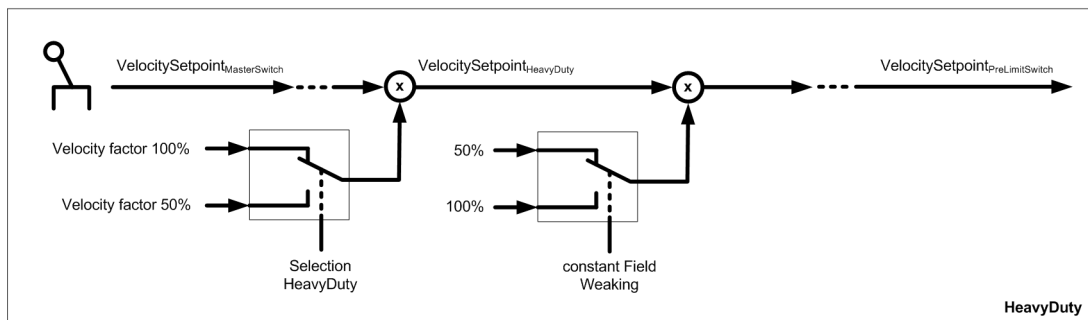 VelocitySetpointMasterSwitch
VelocitySetpointHeavyDuty
VelocitySetpointPreLimitSwitch
x
x
Velocity factor 100%
Velocity factor 50%
50%
100%
Selection
HeavyDuty
constant Field
Weaking
HeavyDuty